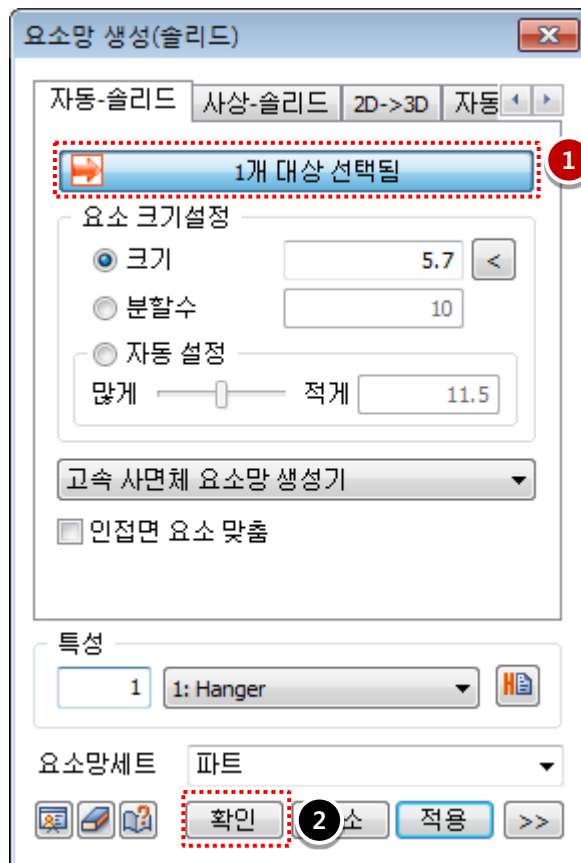 요소망 생성(솔리드)
자동-솔리드 사상-솔리드 2D->3D 자동
1개 대상 선택됨 1
요소 크기설정
크기 5.7 <
분할수 10
자동 설정
많게 적게 11.5
고속 사면체 요소망 생성기
인접면 요소 맞춤
특성
1 1: Hanger
요소망세트 파트
확인 2 소 적용 >>